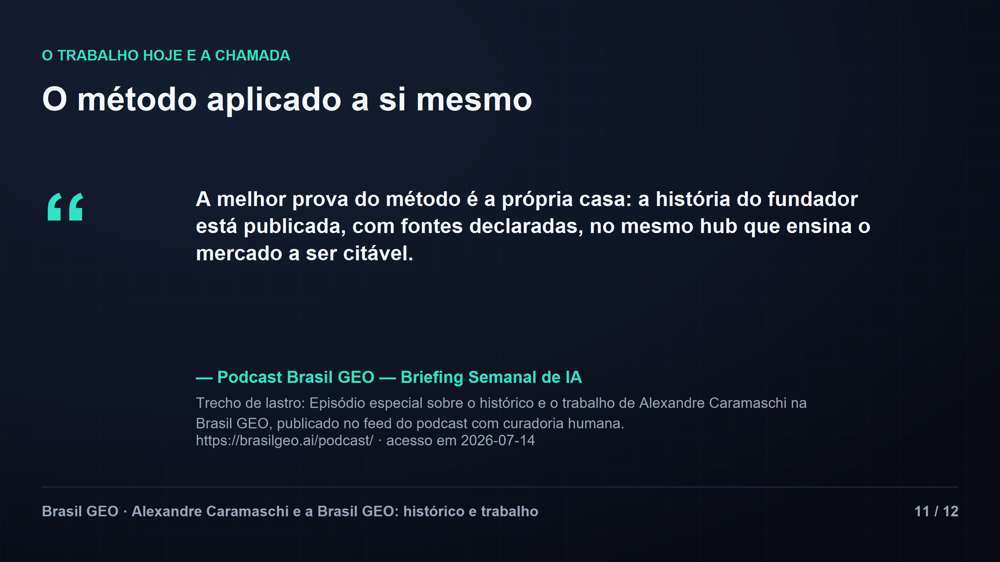 O TRABALHO HOJE E A CHAMADA
O método aplicado a si mesmo
“
A melhor prova do método é a própria casa: a história do fundador
está publicada, com fontes declaradas, no mesmo hub que ensina o
mercado a ser citável.
— Podcast Brasil GEO — Briefing Semanal de IA
Trecho de lastro: Episódio especial sobre o histórico e o trabalho de Alexandre Caramaschi na
Brasil GEO, publicado no feed do podcast com curadoria humana.
https://brasilgeo.ai/podcast/ · acesso em 2026-07-14
Brasil GEO · Alexandre Caramaschi e a Brasil GEO: histórico e trabalho
11 / 12